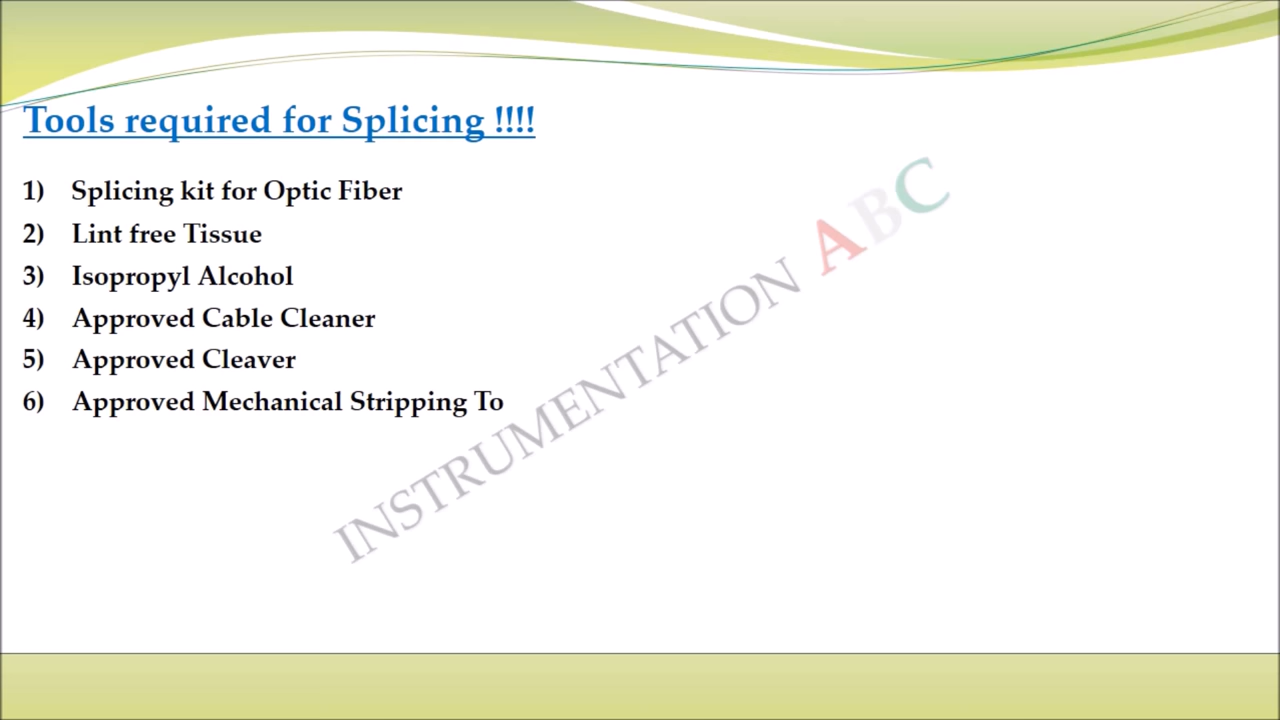 Tools required for Splicing !!!!
1) Splicing kit for Optic Fiber
2) Lint free Tissue
3) Isopropyl Alcohol
4) Approved Cable Cleaner
5) Approved Cleaver
6) Approved Mechanical Stripping To
INSTRUMENTATION ABC